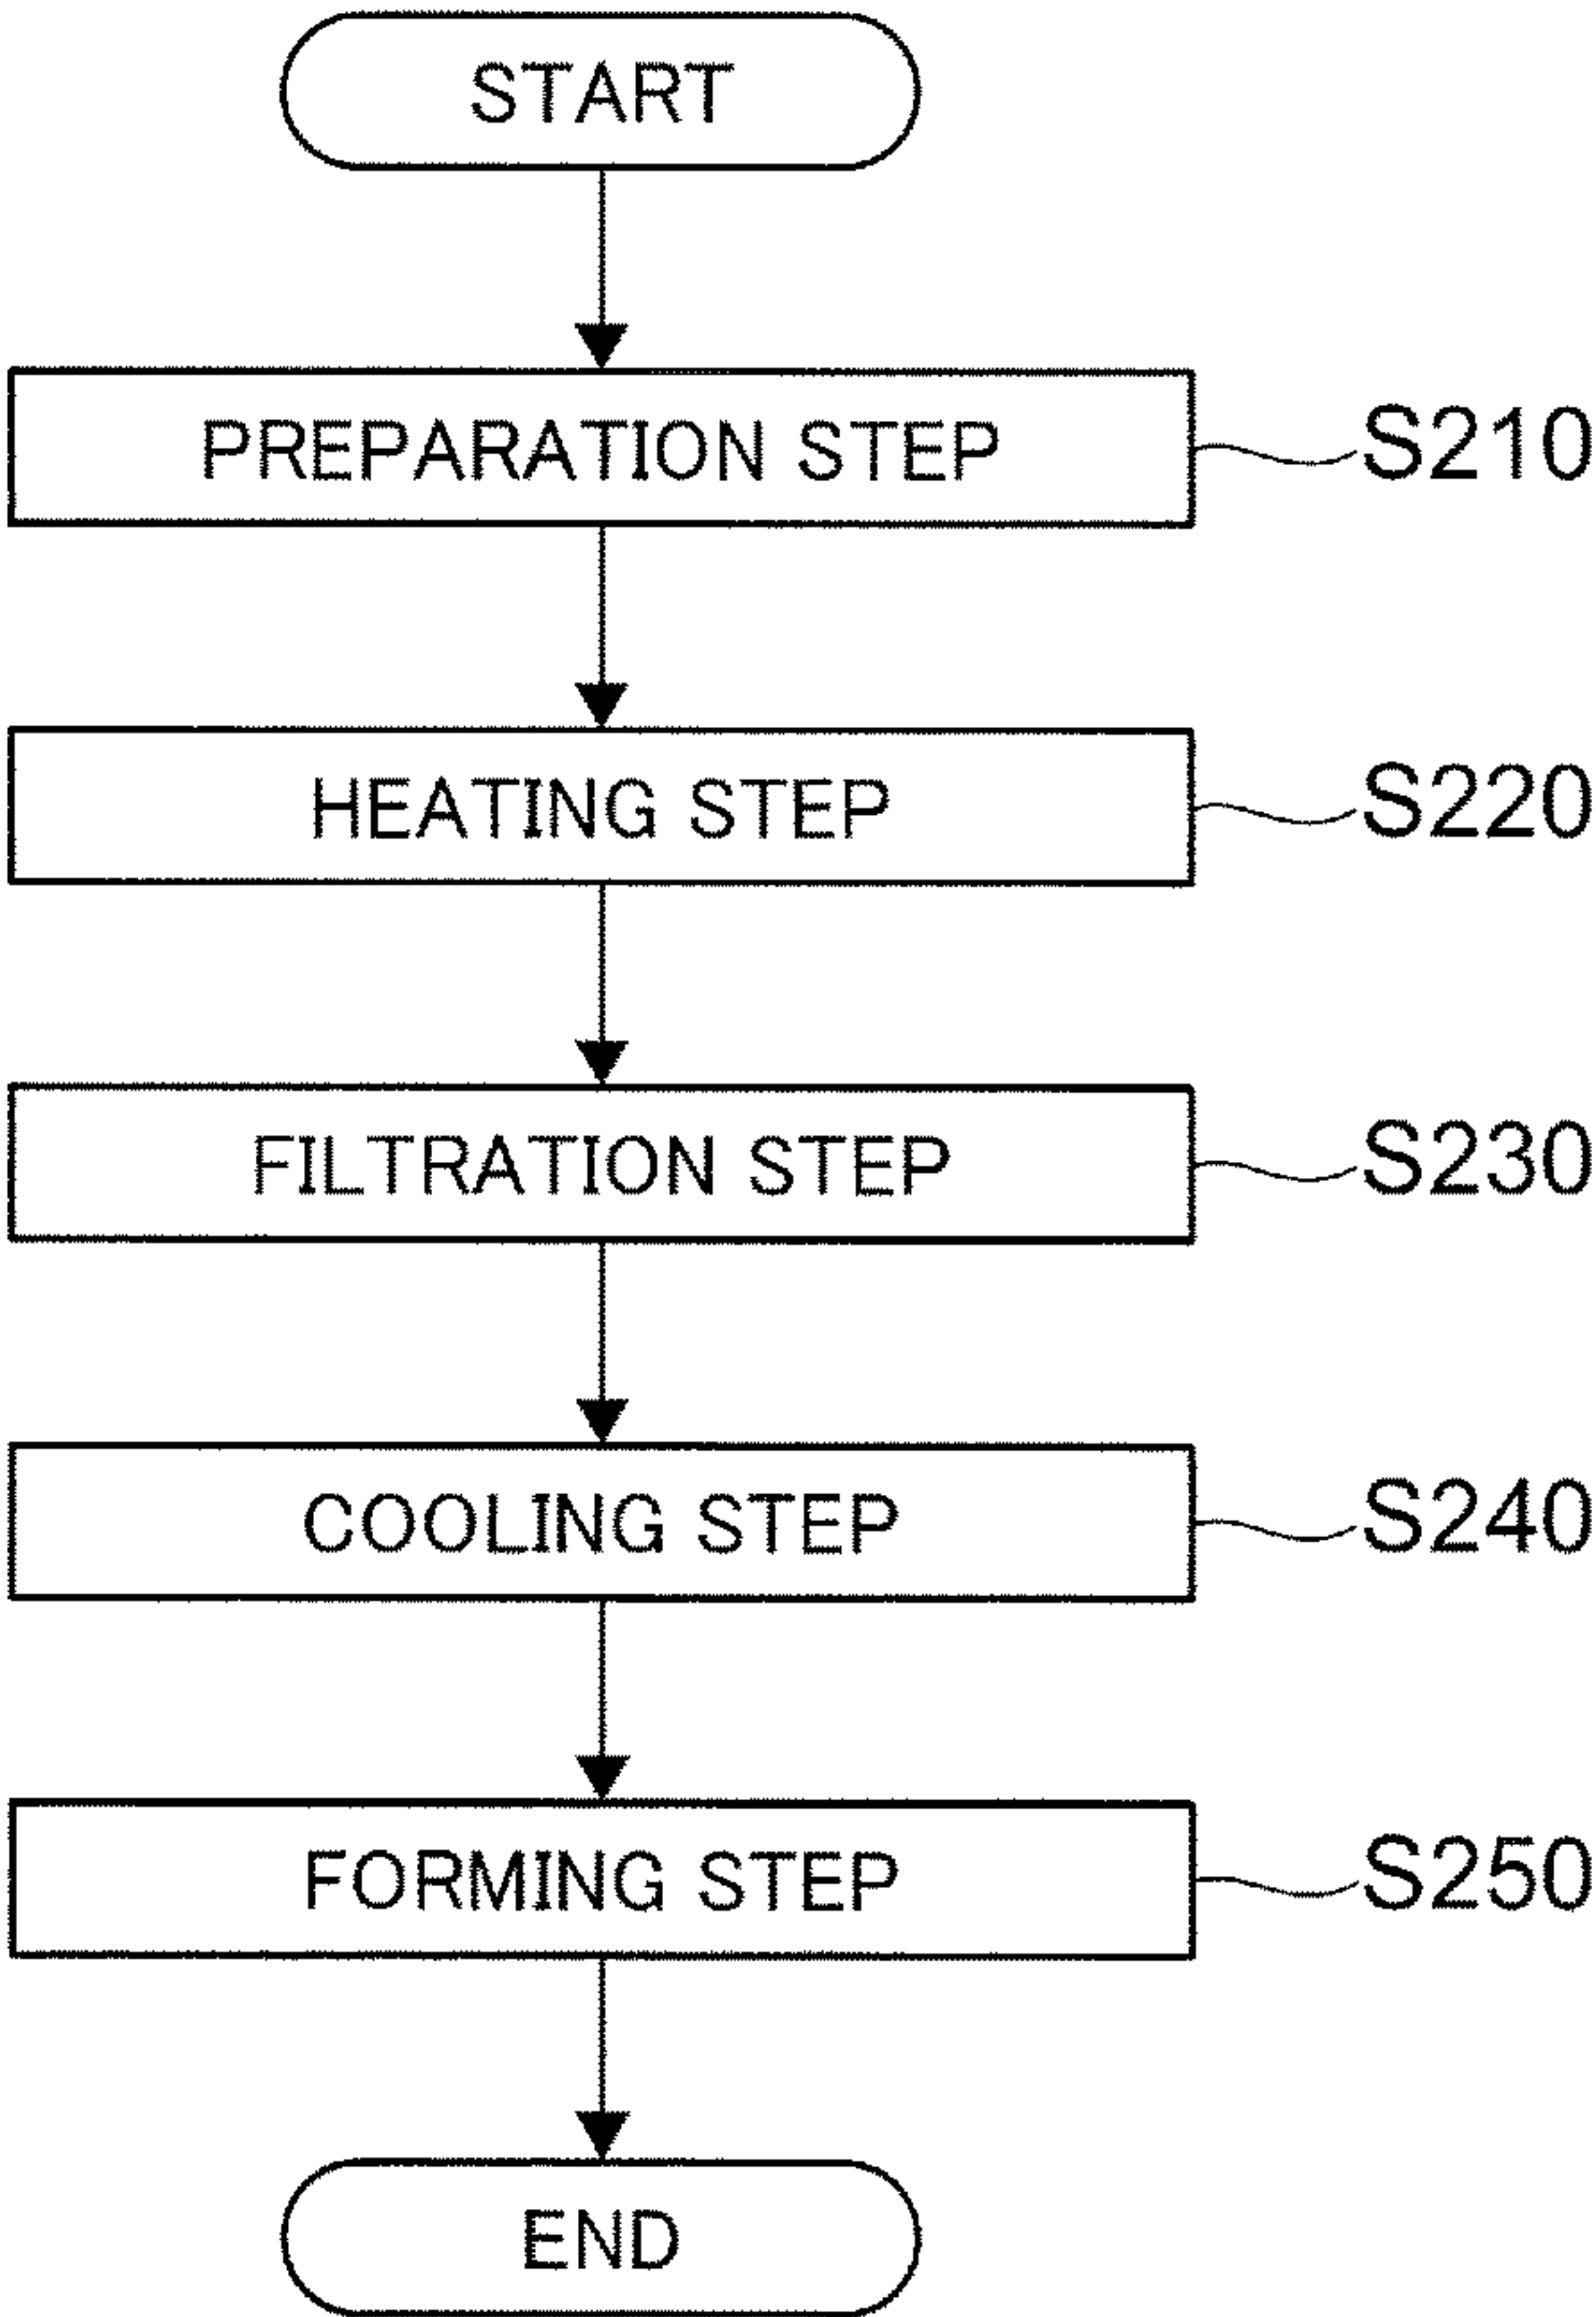 START
PREPARATION STEP
S210
HEATING STEP
S220
FILTRATION STEP
S230
COOLING STEP
S240
FORMING STEP
S250
END